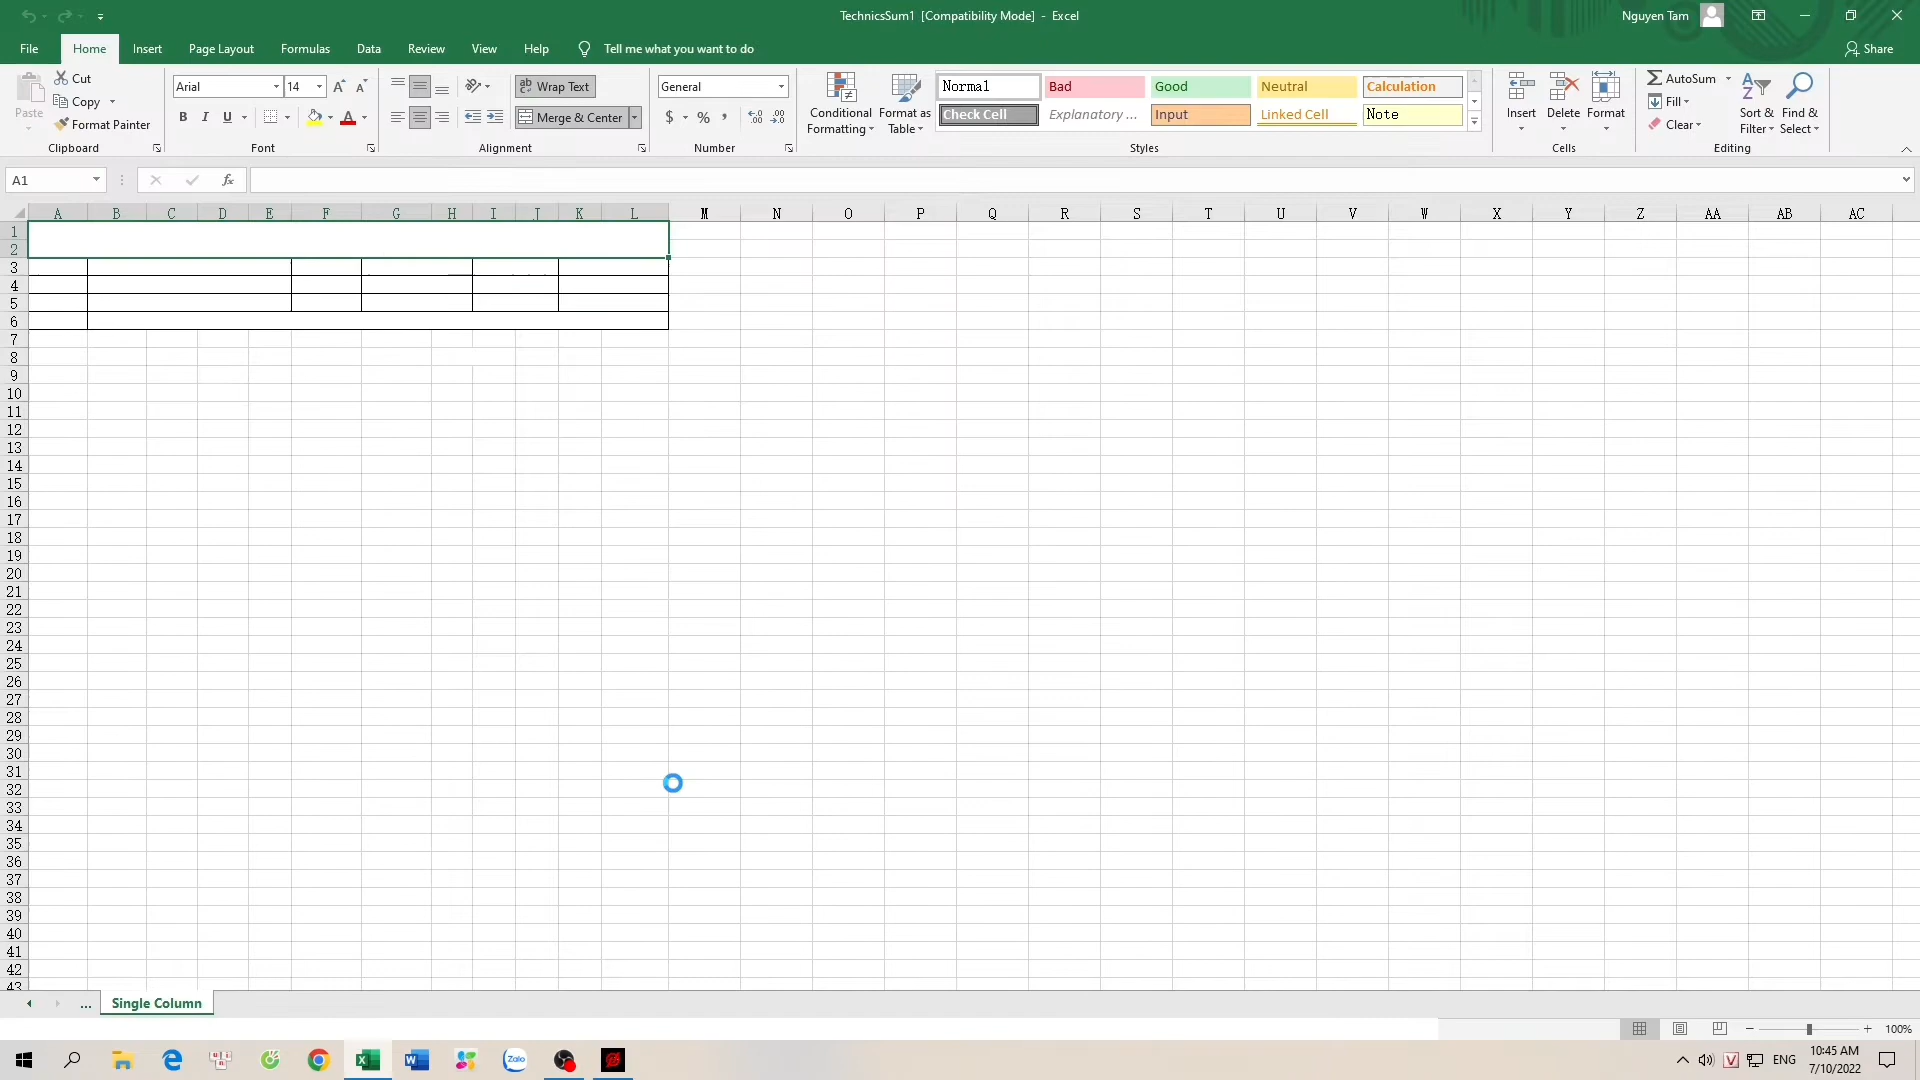 TechnicsSum1 [Compatibility Mode] - Excel
Nguyen Tam
File Home Insert Page Layout Formulas Data Review View Help Tell me what you want to do
Share
Paste
Cut
Copy
Format Painter
Clipboard
Arial 14
B I U
Font
Wrap Text
Merge & Center
Alignment
General
$ % ,
Number
Conditional Formatting
Format as Table
Normal Bad Good Neutral Calculation
Check Cell Explanatory ... Input Linked Cell Note
Styles
Insert Delete Format
Cells
AutoSum
Fill
Clear
Sort & Filter
Find & Select
Editing
A1
fx
A B C D E F G H I J K L M N O P Q R S T U V W X Y Z AA AB AC
1
2
3
4
5
6
7
8
9
10
11
12
13
14
15
16
17
18
19
20
21
22
23
24
25
26
27
28
29
30
31
32
33
34
35
36
37
38
39
40
41
42
43
... Single Column
100%
Zalo
ENG
10:45 AM
7/10/2022